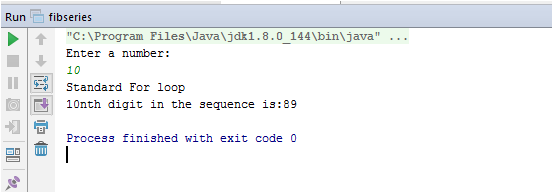 Run fibseries
"C:\Program Files\Java\jdk1.8.0_144\bin\java" ...
Enter a number:
10
Standard For loop
10nth digit in the sequence is:89
Process finished with exit code 0